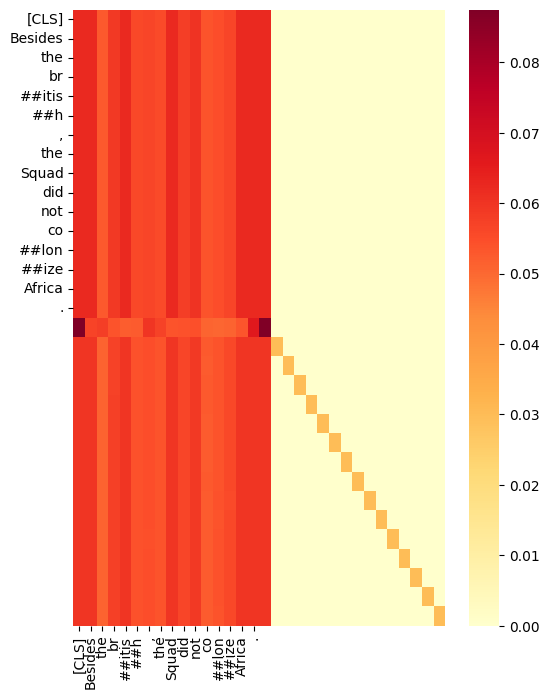 [CLS]
Besides
the
br
##itis
##h
,
the
Squad
did
not
co
##lon
##ize
Africa
.
0.08
0.07
0.06
0.05
0.04
0.03
0.02
0.01
0.00
[CLS]
Besides
the
br
##itis
##h
,
the
Squad
did
not
co
##lon
##ize
Africa
.